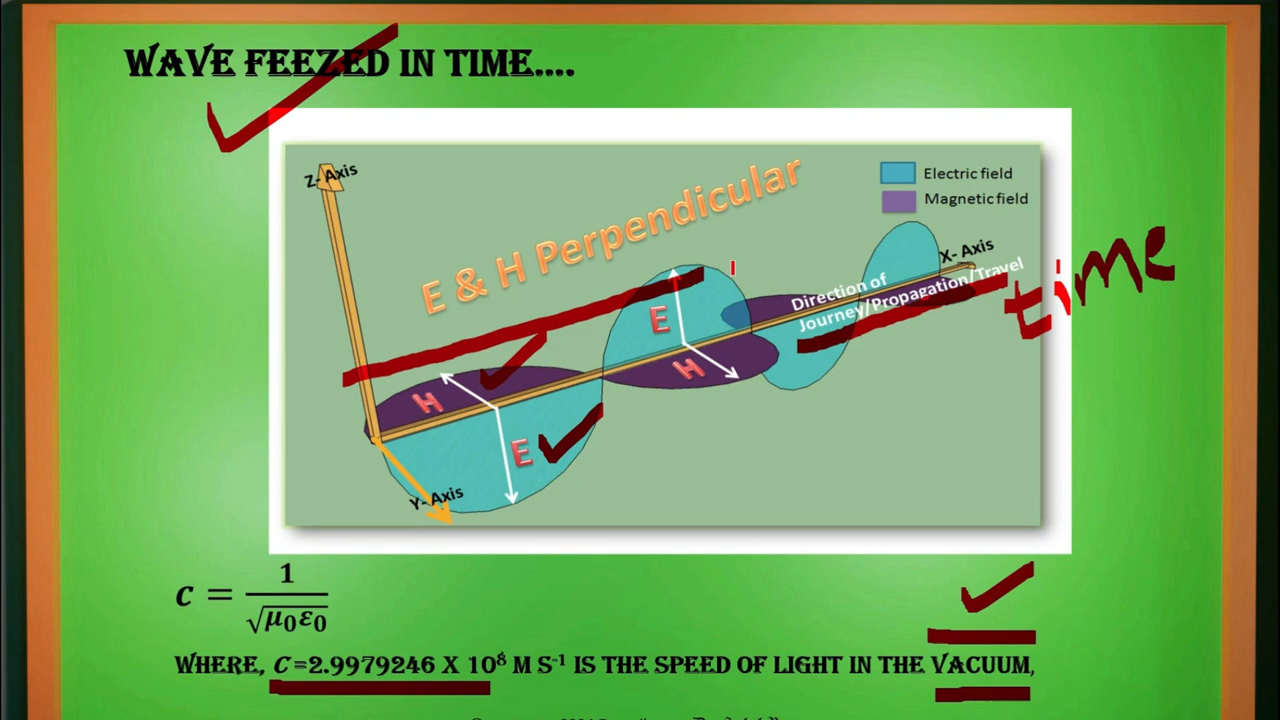 WAVE FEEZED IN TIME....
Z- Axis
E & H Perpendicular
Electric field
Magnetic field
X- Axis
Direction of
Journey/Propagation/Travel
time
E
H
H
E
Y- Axis
c = 1/√μ₀ε₀
WHERE, C =2.9979246 X 10⁸ M S⁻¹ IS THE SPEED OF LIGHT IN THE VACUUM,